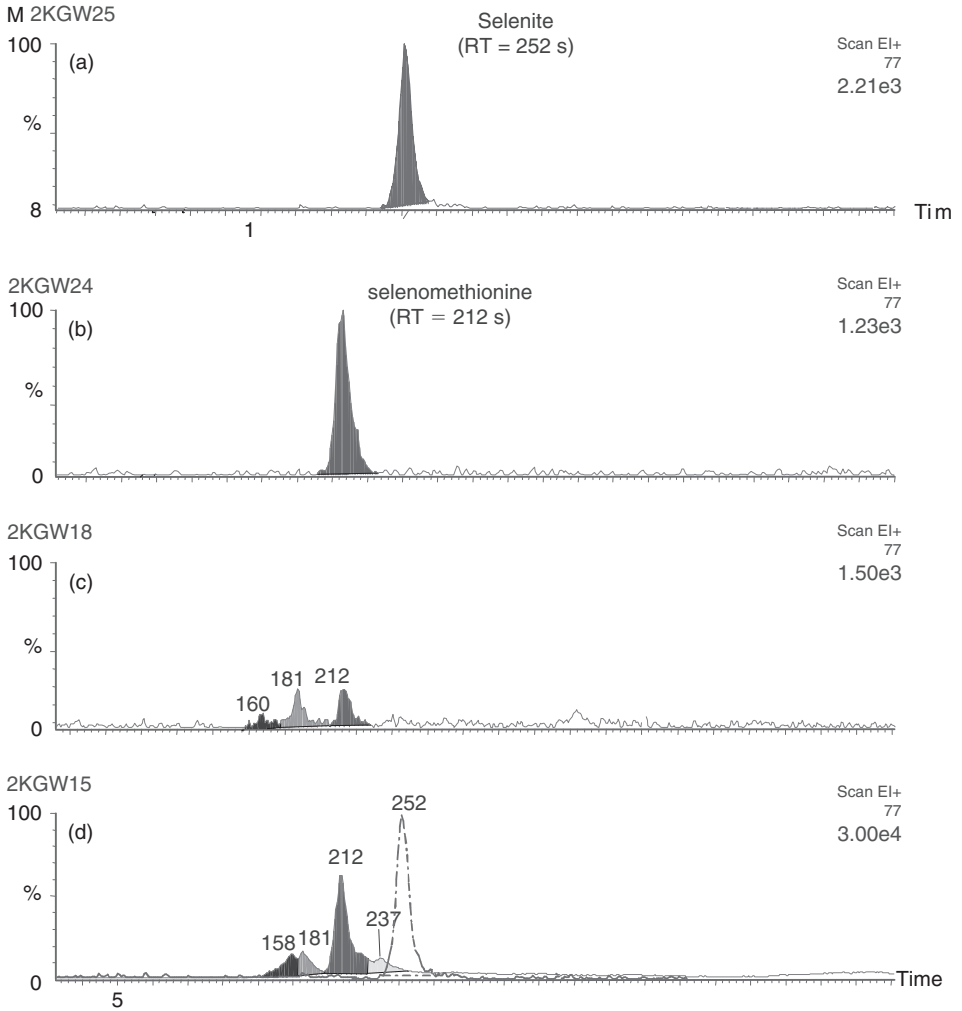 M 2KGW25
Selenite
(RT = 252 s)
Scan EI+
77
2.21e3
100
(a)
%
8
1
Tim
2KGW24
selenomethionine
(RT = 212 s)
Scan EI+
77
1.23e3
100
(b)
%
0
2KGW18
Scan EI+
77
1.50e3
100
(c)
%
160
181
212
0
2KGW15
Scan EI+
77
3.00e4
100
(d)
%
158
181
212
237
252
0
5
Time